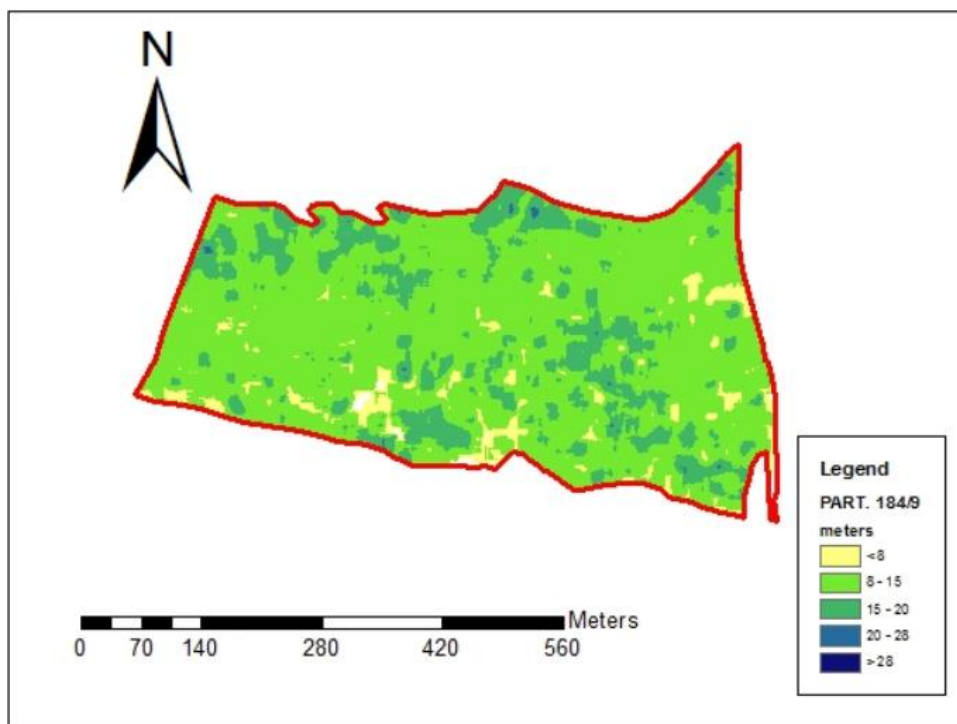 N
Meters
0 70 140 280 420 560
Legend
PART. 184/9
meters
<8
8 - 15
15 - 20
20 - 28
>28